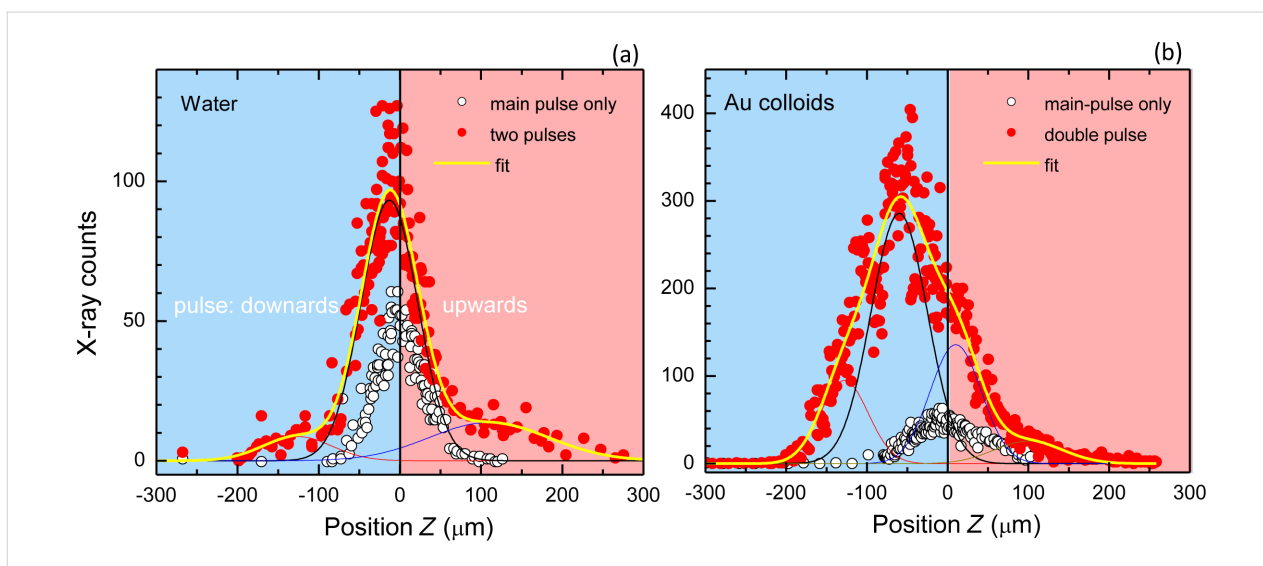 (a)
Water
main pulse only
two pulses
fit
pulse: downards
upwards
X-ray counts
100
50
0
-300 -200 -100 0 100 200 300
Position Z (μm)
(b)
Au colloids
main-pulse only
double pulse
fit
400
300
200
100
0
-300 -200 -100 0 100 200 300
Position Z (μm)